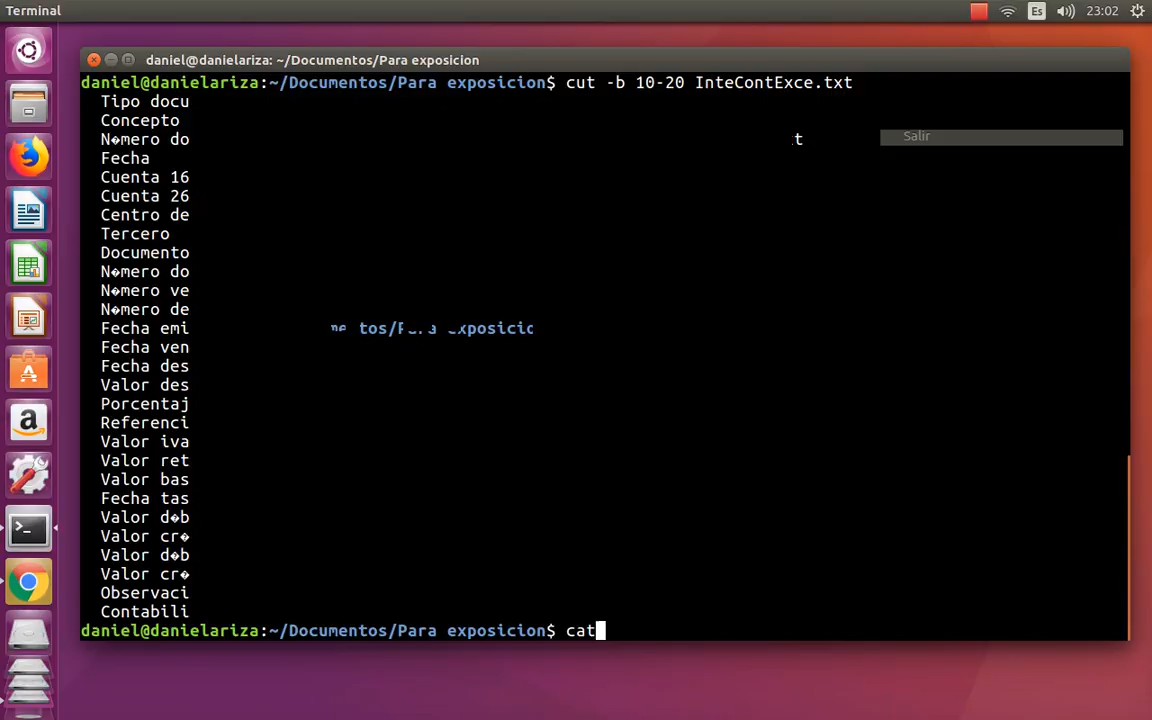 Terminal
Es
23:02
daniel@danielariza: ~/Documentos/Para exposicion
daniel@danielariza:~/Documentos/Para exposicion$ cut -b 10-20 InteContExce.txt
Tipo docu
Concepto
N�mero do
t
Salir
Fecha
Cuenta 16
Cuenta 26
Centro de
Tercero
Documento
N�mero do
N�mero ve
N�mero de
Fecha emi
tos/Para exposicic
Fecha ven
Fecha des
Valor des
Porcentaj
Referenci
Valor iva
Valor ret
Valor bas
Fecha tas
Valor d�b
Valor cr�
Valor d�b
Valor cr�
Observaci
Contabili
daniel@danielariza:~/Documentos/Para exposicion$ cat